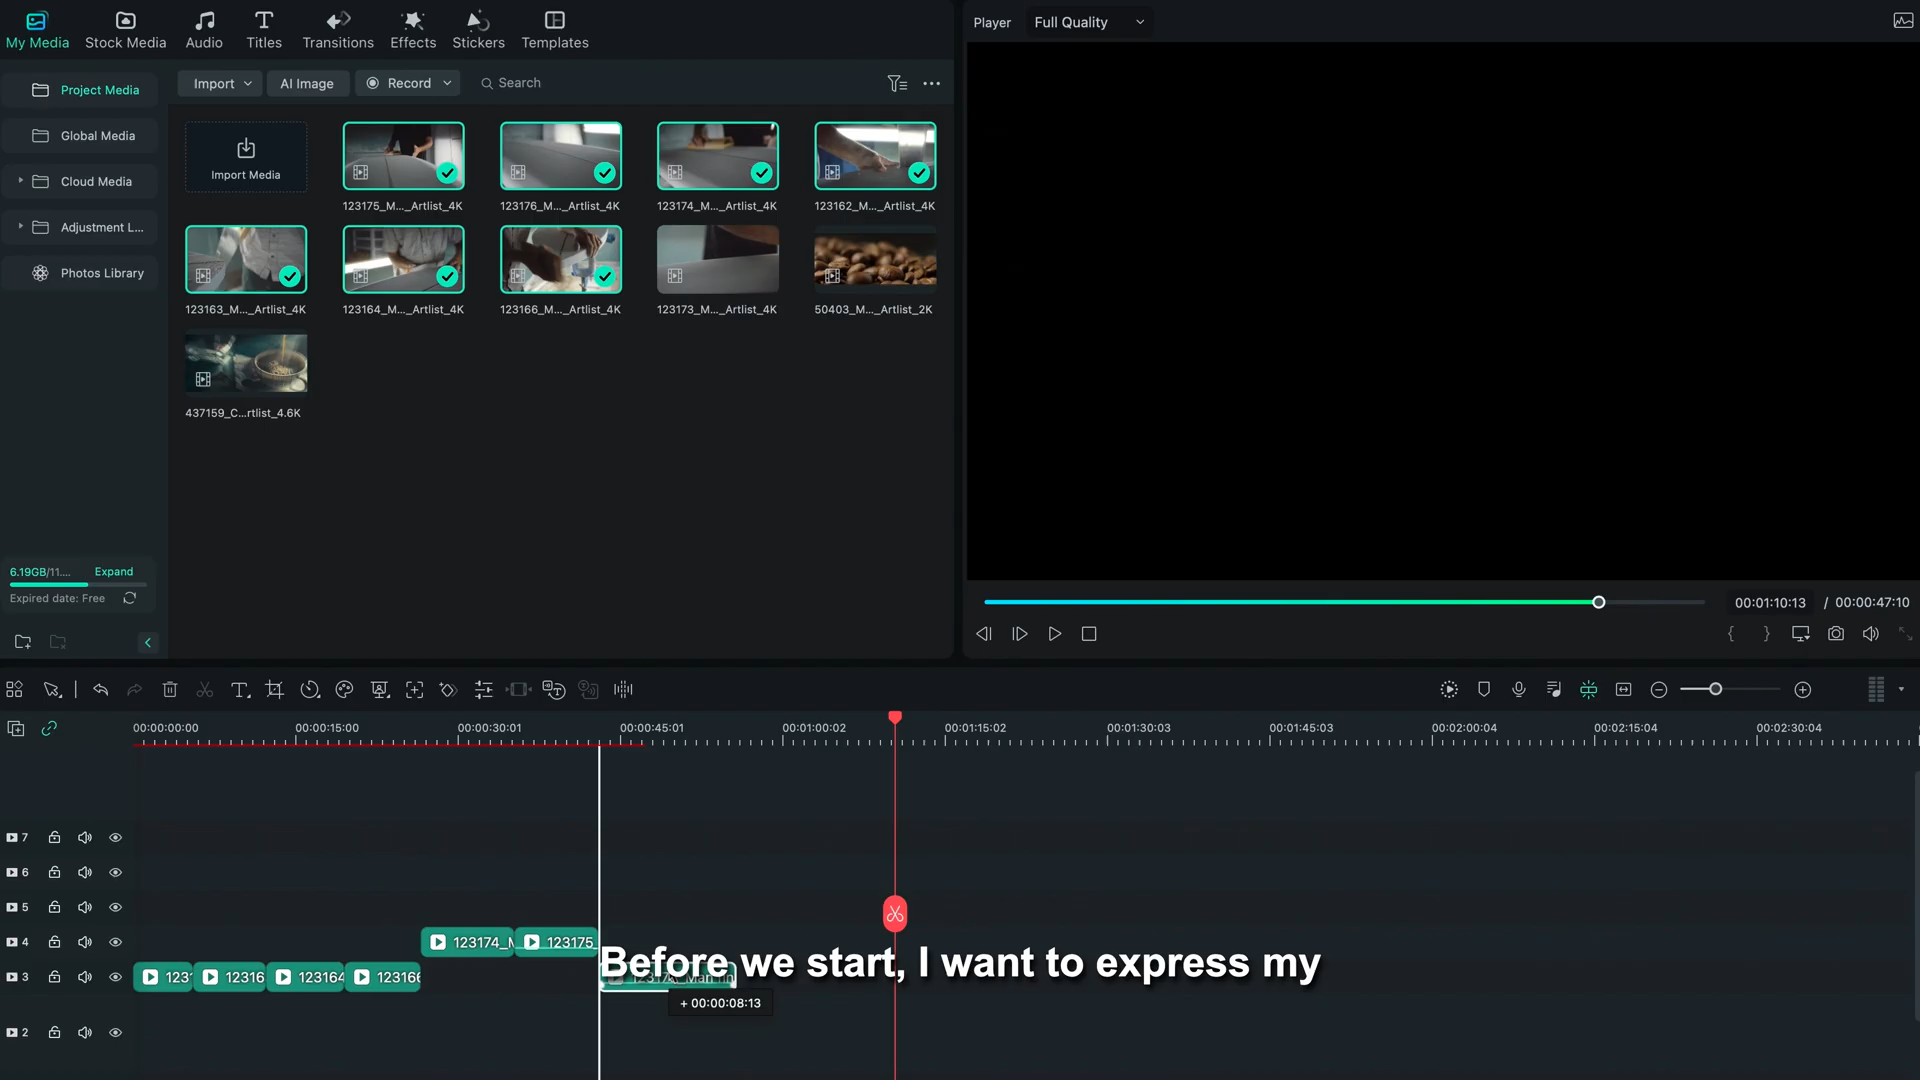 My Media
Stock Media
Audio
Titles
Transitions
Effects
Stickers
Templates
Player
Full Quality
Project Media
Global Media
Cloud Media
Adjustment L...
Photos Library
Import
AI Image
Record
Search
Import Media
123175_M..._Artlist_4K
123176_M..._Artlist_4K
123174_M..._Artlist_4K
123162_M..._Artlist_4K
123163_M..._Artlist_4K
123164_M..._Artlist_4K
123166_M..._Artlist_4K
123173_M..._Artlist_4K
50403_M..._Artlist_2K
437159_C...rtlist_4.6K
6.19GB/11....
Expand
Expired date: Free
00:01:10:13 / 00:00:47:10
00:00:00:00
00:00:15:00
00:00:30:01
00:00:45:01
00:01:00:02
00:01:15:02
00:01:30:03
00:01:45:03
00:02:00:04
00:02:15:04
00:02:30:04
7
6
5
4
123174_M
123175_
3
123
12316
123164
123166
Before we start, I want to express my
+ 00:00:08:13
2